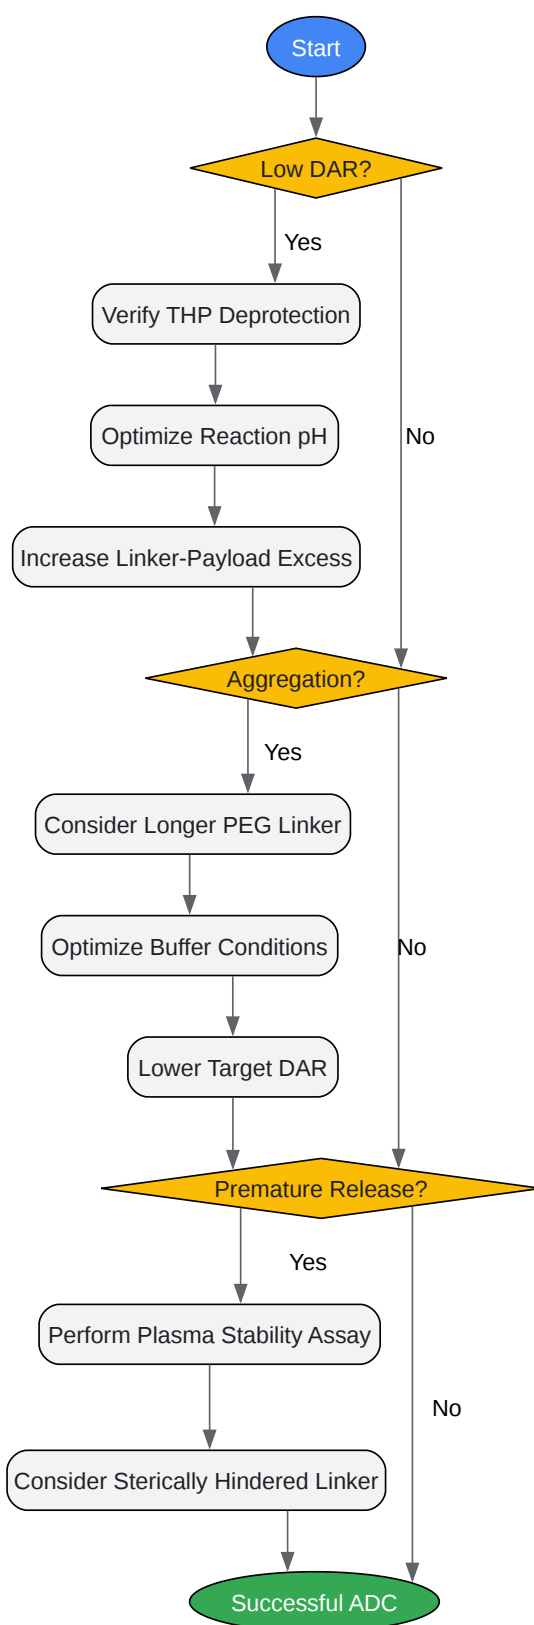 Start
Low DAR?
Yes
Verify THP Deprotection
Optimize Reaction pH
No
Increase Linker-Payload Excess
Aggregation?
Yes
Consider Longer PEG Linker
Optimize Buffer Conditions
No
Lower Target DAR
Premature Release?
Yes
Perform Plasma Stability Assay
No
Consider Sterically Hindered Linker
Successful ADC